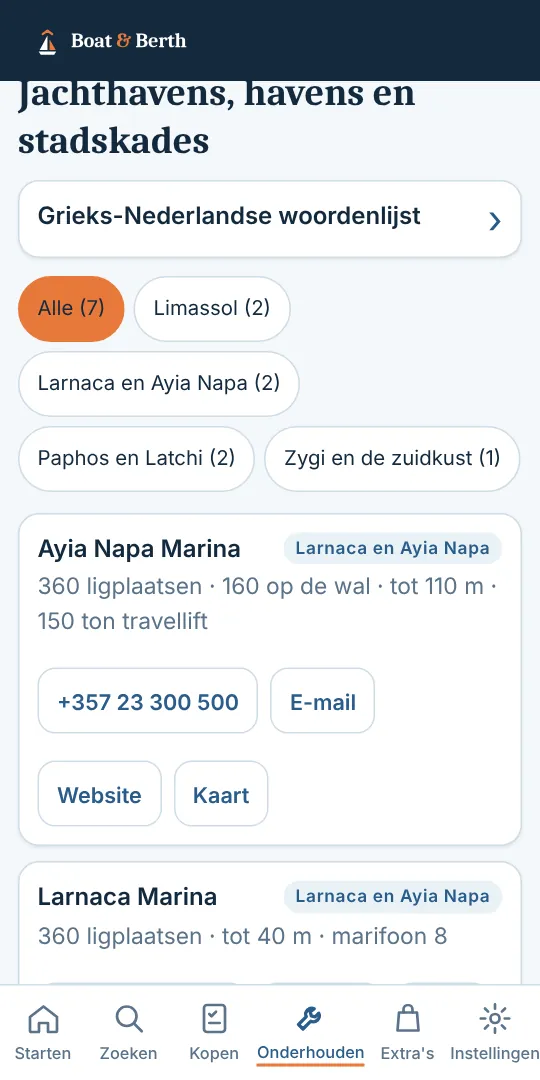 Boat & Berth
Jachthavens, havens en
stadskades
Grieks-Nederlandse woordenlijst
Alle (7)
Limassol (2)
Larnaca en Ayia Napa (2)
Paphos en Latchi (2)
Zygi en de zuidkust (1)
Ayia Napa Marina
Larnaca en Ayia Napa
360 ligplaatsen · 160 op de wal · tot 110 m ·
150 ton travellift
+357 23 300 500
E-mail
Website
Kaart
Larnaca Marina
Larnaca en Ayia Napa
360 ligplaatsen · tot 40 m · marifoon 8
Starten
Zoeken
Kopen
Onderhouden
Extra's
Instellingen